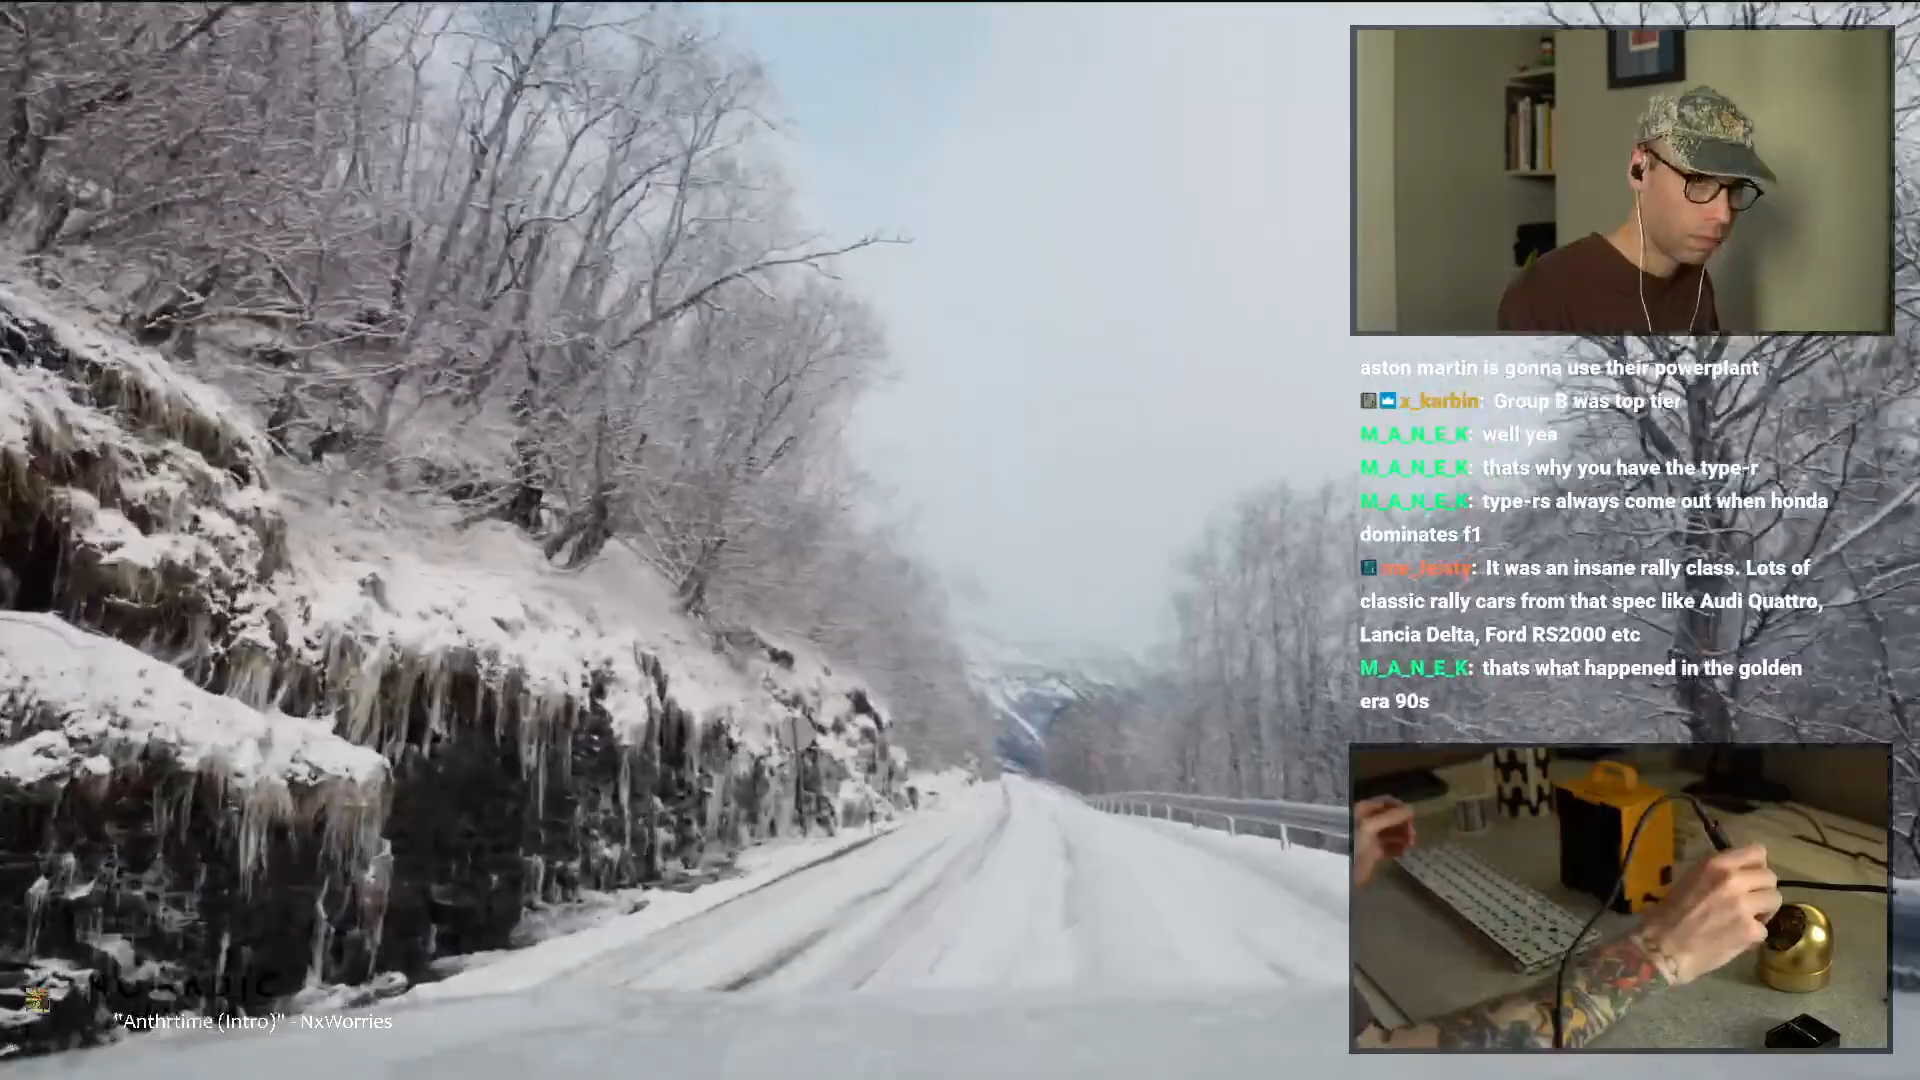 aston martin is gonna use their powerplant
x_karbin: Group B was top tier
M_A_N_E_K: well yea
M_A_N_E_K: thats why you have the type-r
M_A_N_E_K: type-rs always come out when honda
dominates f1
mr_feisty: It was an insane rally class. Lots of
classic rally cars from that spec like Audi Quattro,
Lancia Delta, Ford RS2000 etc
M_A_N_E_K: thats what happened in the golden
era 90s
"Anthrtime (Intro)" - NxWorries